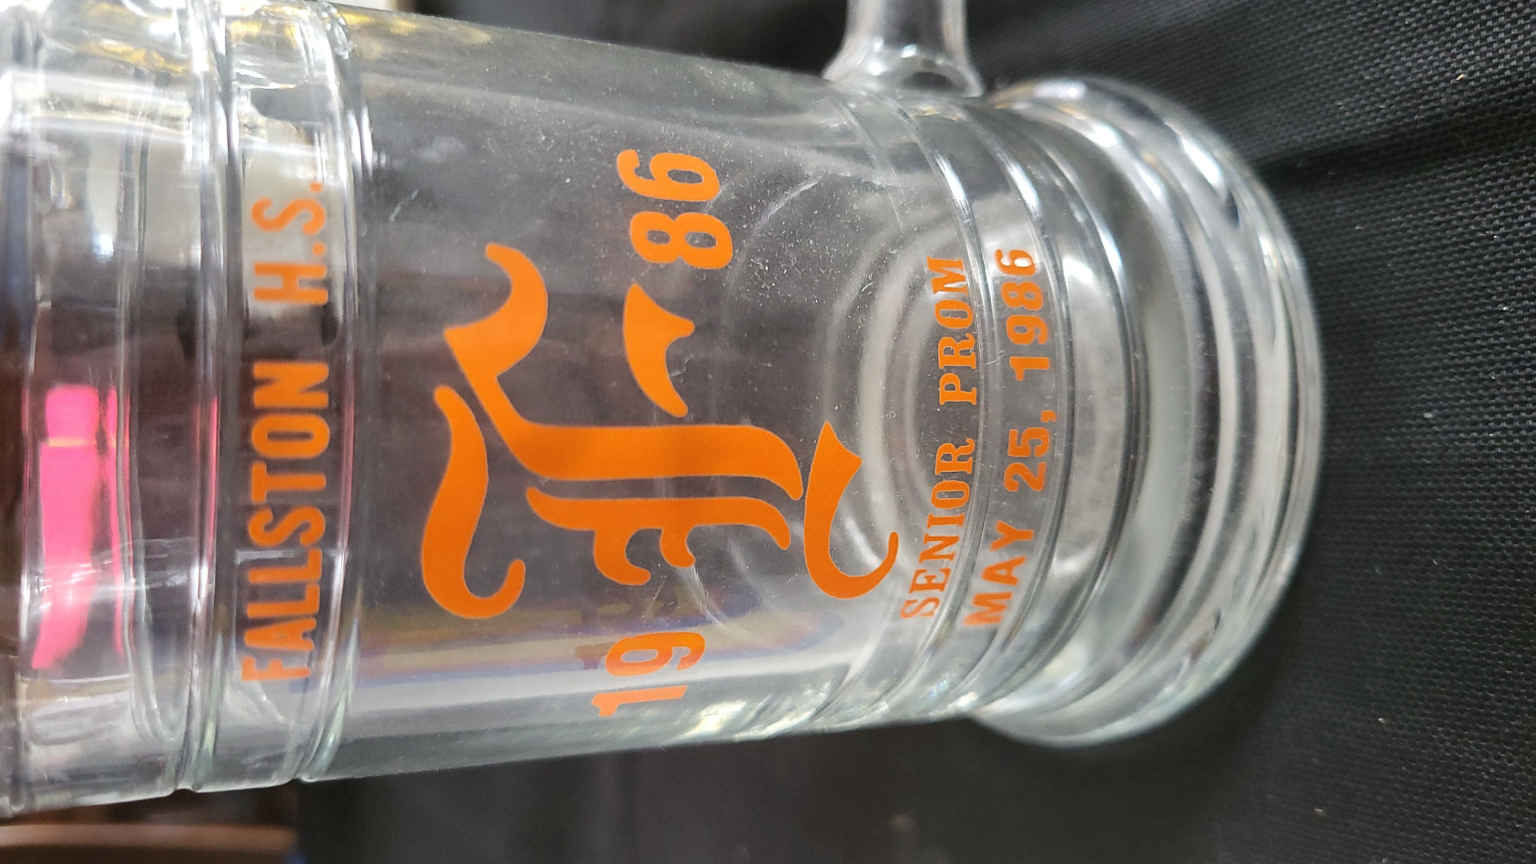 FALLSTON H.S.
19 F 86
SENIOR PROM
MAY 25, 1986